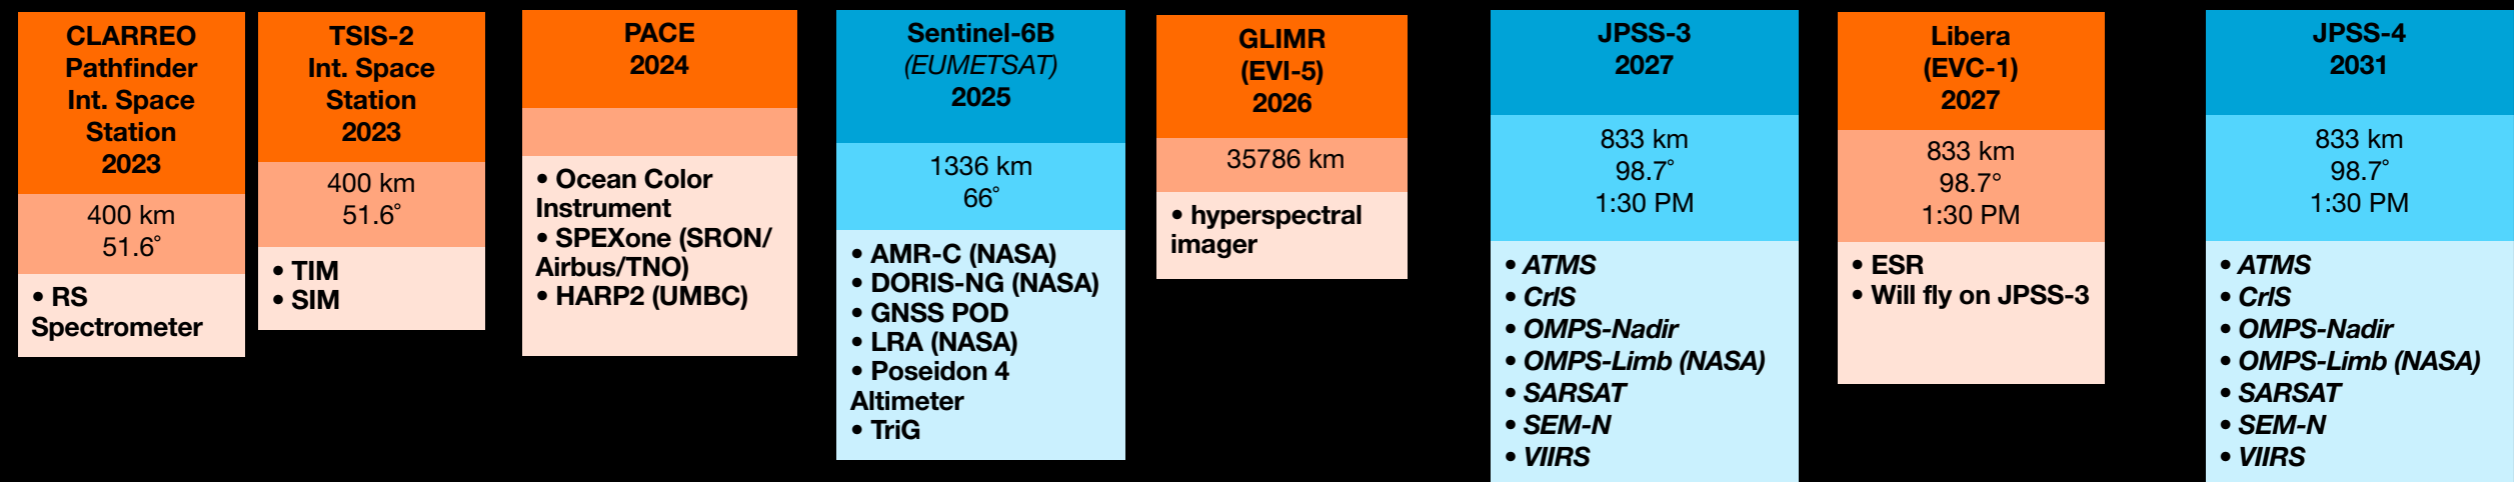 CLARREO
Pathfinder
Int. Space
Station
2023
400 km
51.6°
• RS
Spectrometer
TSIS-2
Int. Space
Station
2023
400 km
51.6°
• TIM
• SIM
PACE
2024
• Ocean Color
Instrument
• SPEXone (SRON/
Airbus/TNO)
• HARP2 (UMBC)
Sentinel-6B
(EUMETSAT)
2025
1336 km
66°
• AMR-C (NASA)
• DORIS-NG (NASA)
• GNSS POD
• LRA (NASA)
• Poseidon 4
Altimeter
• TriG
GLIMR
(EVI-5)
2026
35786 km
• hyperspectral
imager
JPSS-3
2027
833 km
98.7°
1:30 PM
• ATMS
• CrIS
• OMPS-Nadir
• OMPS-Limb (NASA)
• SARSAT
• SEM-N
• VIIRS
Libera
(EVC-1)
2027
833 km
98.7°
1:30 PM
• ESR
• Will fly on JPSS-3
JPSS-4
2031
833 km
98.7°
1:30 PM
• ATMS
• CrIS
• OMPS-Nadir
• OMPS-Limb (NASA)
• SARSAT
• SEM-N
• VIIRS